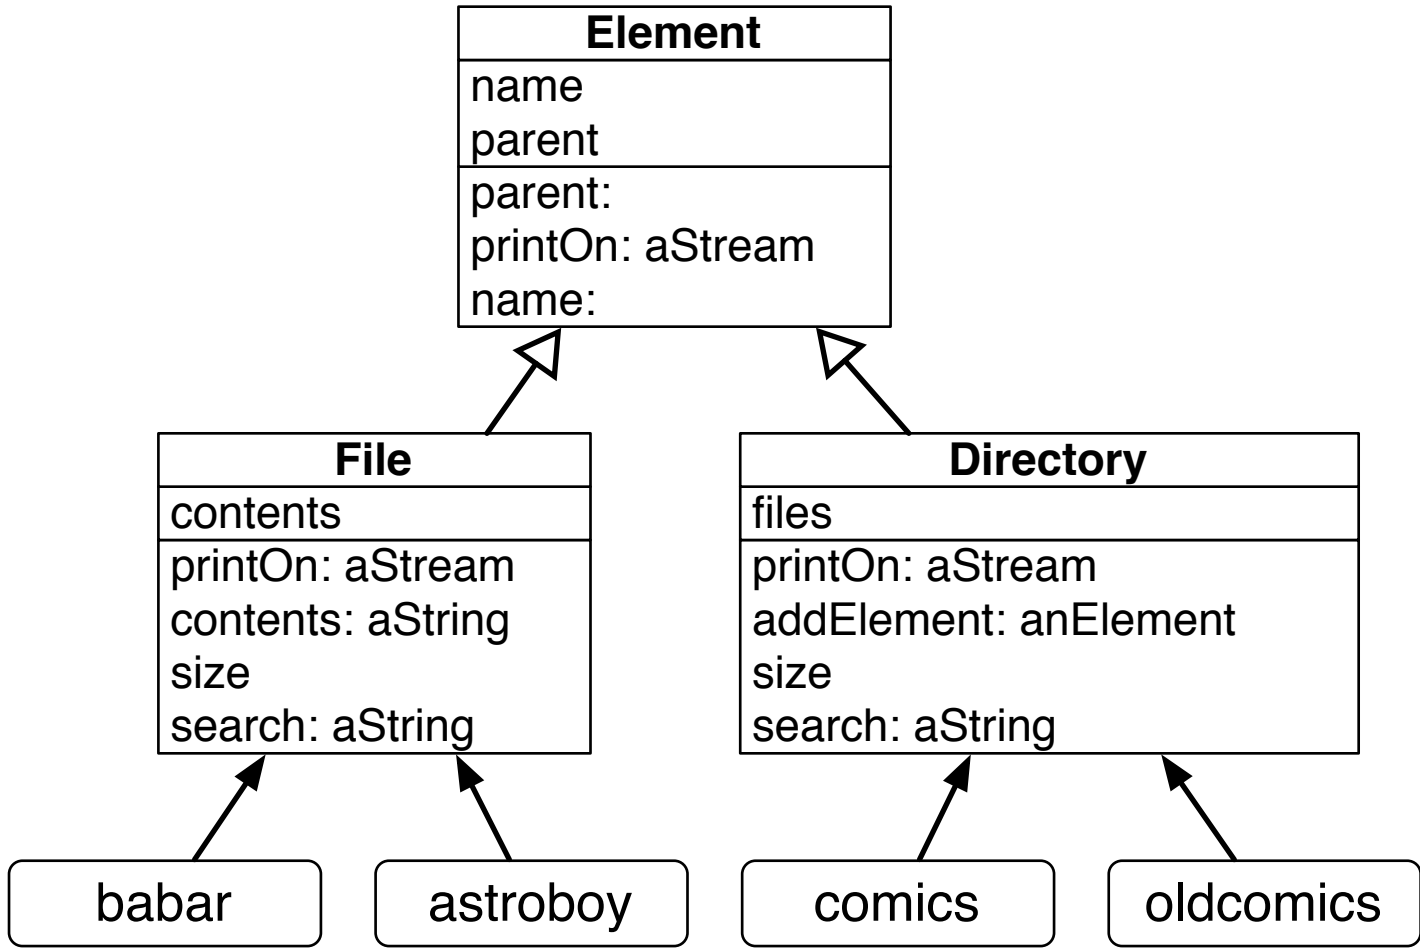 Element
name
parent
parent:
printOn: aStream
name:
File
contents
printOn: aStream
contents: aString
size
search: aString
Directory
files
printOn: aStream
addElement: anElement
size
search: aString
babar
astroboy
comics
oldcomics